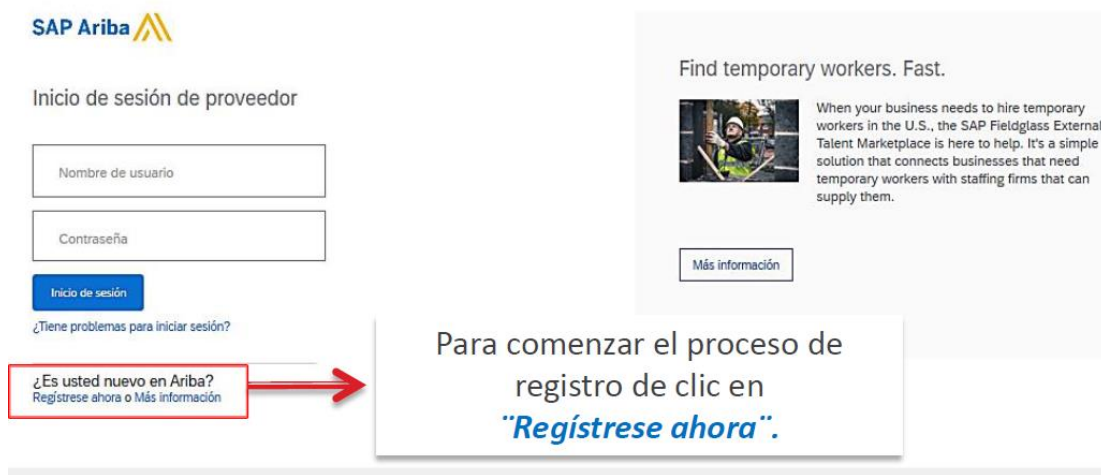 SAP Ariba
Inicio de sesión de proveedor
Nombre de usuario
Contraseña
Inicio de sesión
¿Tiene problemas para iniciar sesión?
¿Es usted nuevo en Ariba?
Regístrese ahora o Más información
Find temporary workers. Fast.
When your business needs to hire temporary
workers in the U.S., the SAP Fieldglass External
Talent Marketplace is here to help. It's a simple
solution that connects businesses that need
temporary workers with staffing firms that can
supply them.
Más información
Para comenzar el proceso de
registro de clic en
¨Regístrese ahora¨.